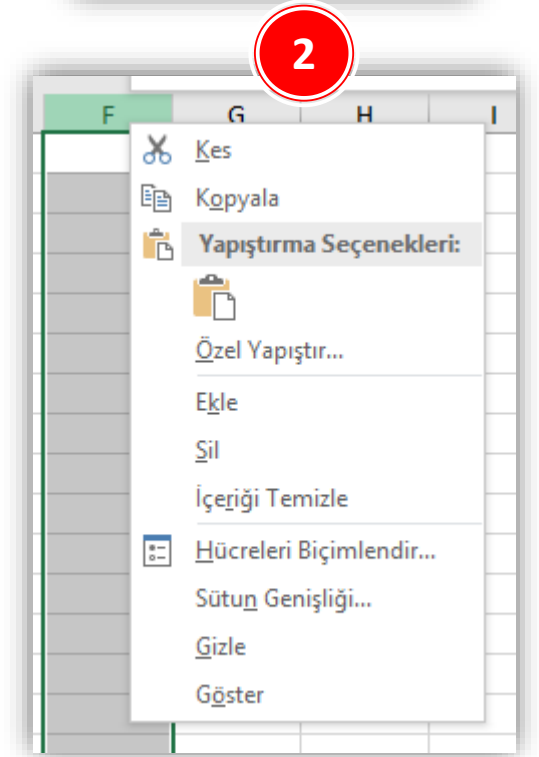 2
F G H I
Kes
Kopyala
Yapıştırma Seçenekleri:
Özel Yapıştır...
Ekle
Sil
İçeriği Temizle
Hücreleri Biçimlendir...
Sütun Genişliği...
Gizle
Göster